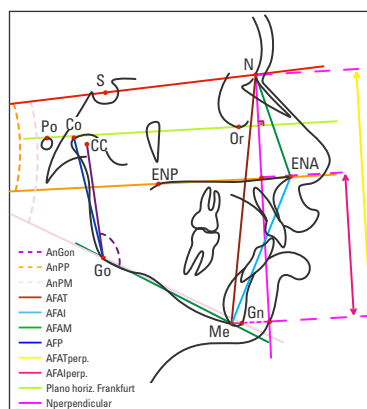 N
S
Po Co
CC
Or
ENP
ENA
Go
Gn
Me
AnGon
AnPP
AnPM
AFAT
AFAI
AFAM
AFP
AFATperp.
AFAIperp.
Plano horiz. Frankfurt
Nperpendicular